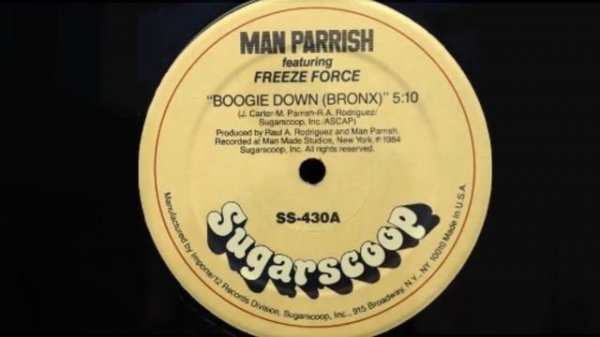 MAN PARRISH
featuring
FREEZE FORCE
"BOOGIE DOWN (BRONX)" 5:10
(J. Carter-M. Parrish-R.A. Rodriguez/
Sugarscoop, Inc./ASCAP)
Produced by Raul A. Rodriguez and Man Parrish.
Recorded at Man Made Studios, New York. ℗ 1984
Sugarscoop, Inc. All rights reserved.
SS-430A
Sugarscoop
Manufactured by Importe/12 Records Division, Sugarscoop, Inc., 915 Broadway, N.Y., NY 10010 Made In U.S.A.